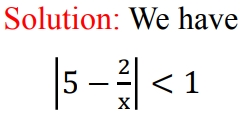 Solution: We have
|5 − 2/x| < 1